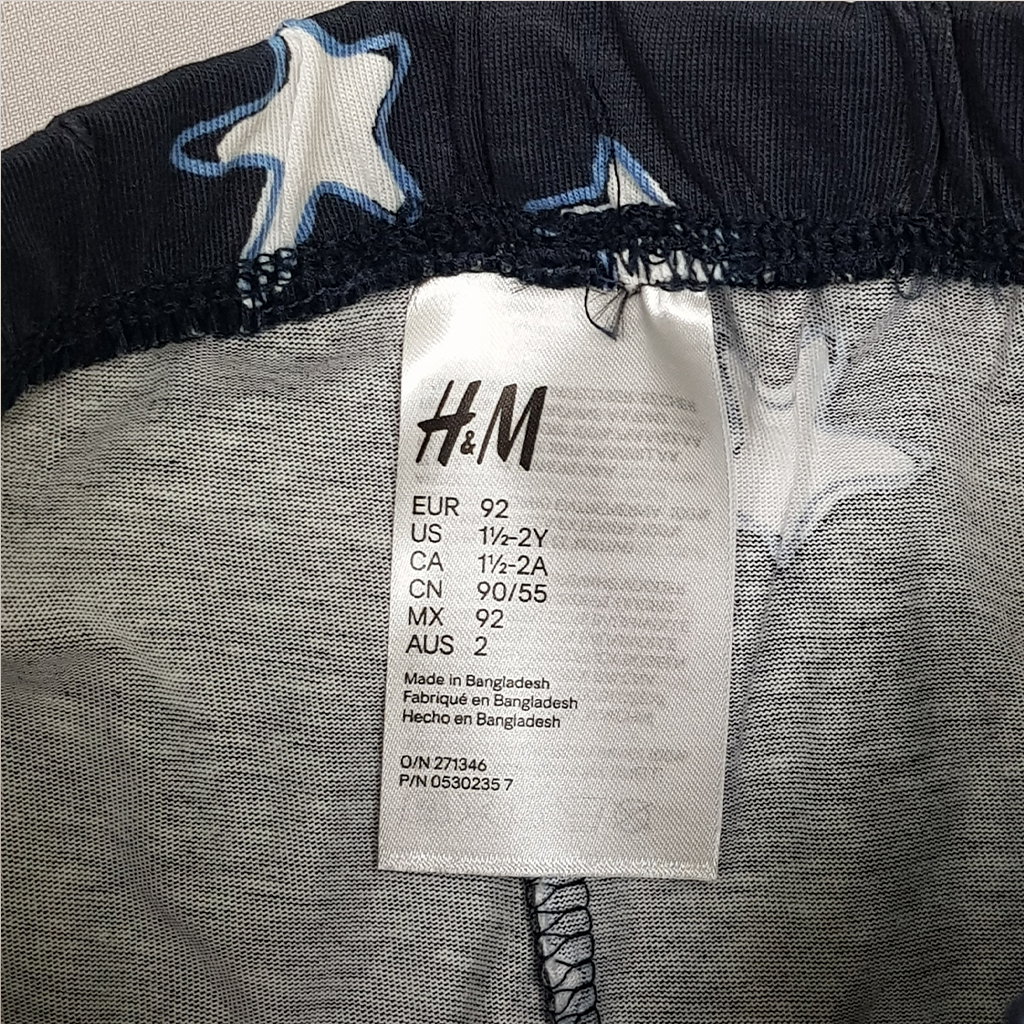 H&M
EUR 92
US 1½-2Y
CA 1½-2A
CN 90/55
MX 92
AUS 2
Made in Bangladesh
Fabriqué en Bangladesh
Hecho en Bangladesh
O/N 271346
P/N 0530235 7